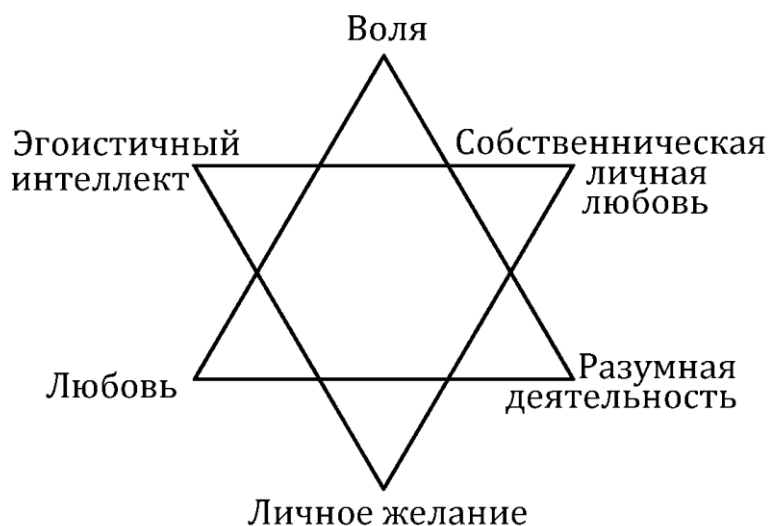 Воля
Эгоистичный
интеллект
Собственническая
личная
любовь
Любовь
Разумная
деятельность
Личное желание